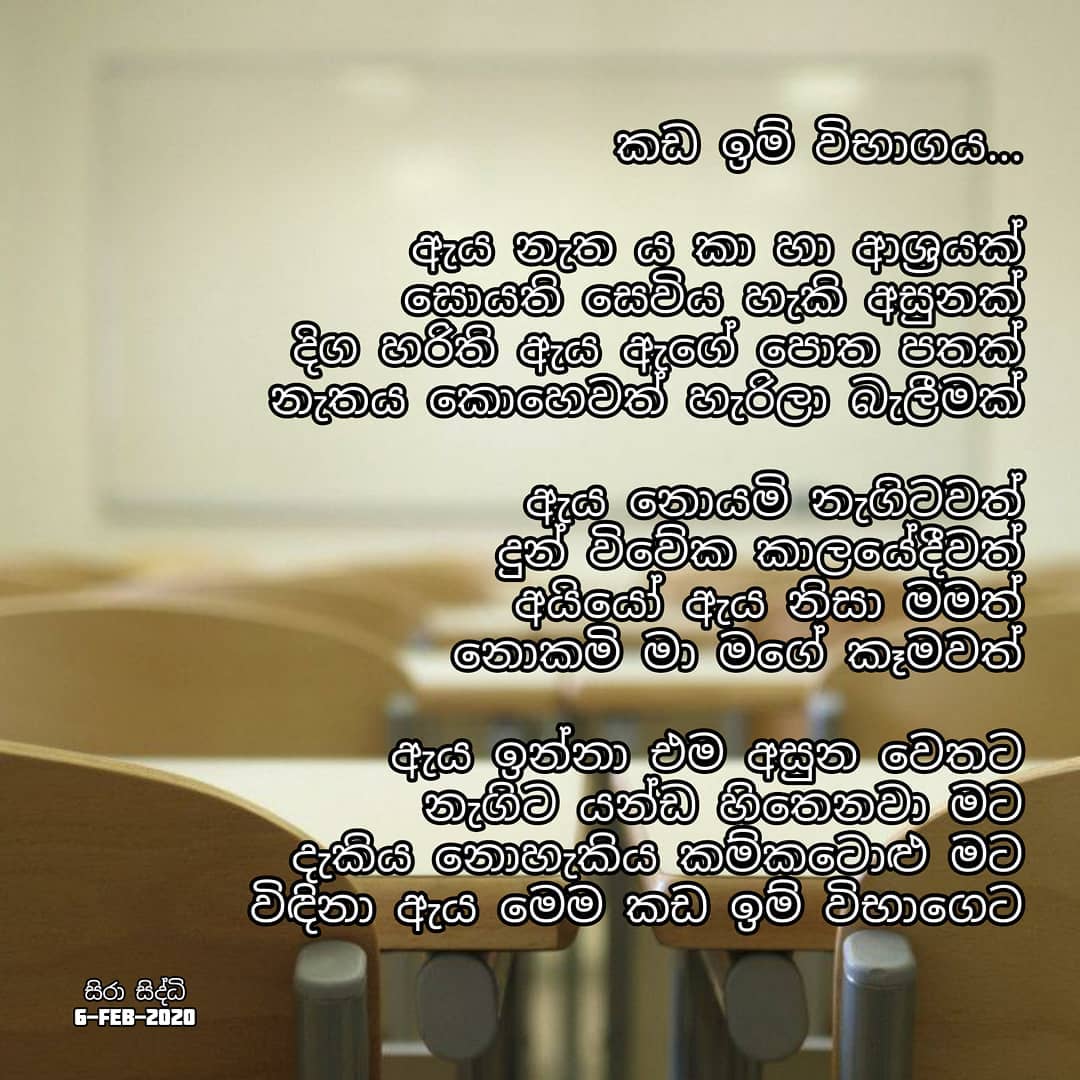 කඩ ඉම් විභාගය...
ඇය නැත ය කා හා ආශ්‍රයක්
සොයති සෙවිය හැකි අසුනක්
දිග හරිති ඇය ඇගේ පොත පතක්
නැතය කොහෙවත් හැරිලා බැලීමක්
ඇය නොයමි නැගිටවත්
දුන් විවේක කාලයේදීවත්
අයියෝ ඇය නිසා මමත්
නොකමි මා මගේ කෑමවත්
ඇය ඉන්නා එම අසුන වෙතට
නැගිට යන්ඩ හිතෙනවා මට
දැකිය නොහැකිය කම්කටොළු මට
විඳිනා ඇය මෙම කඩ ඉම් විභාගෙට
සිරා සිද්ධි
6-FEB-2020